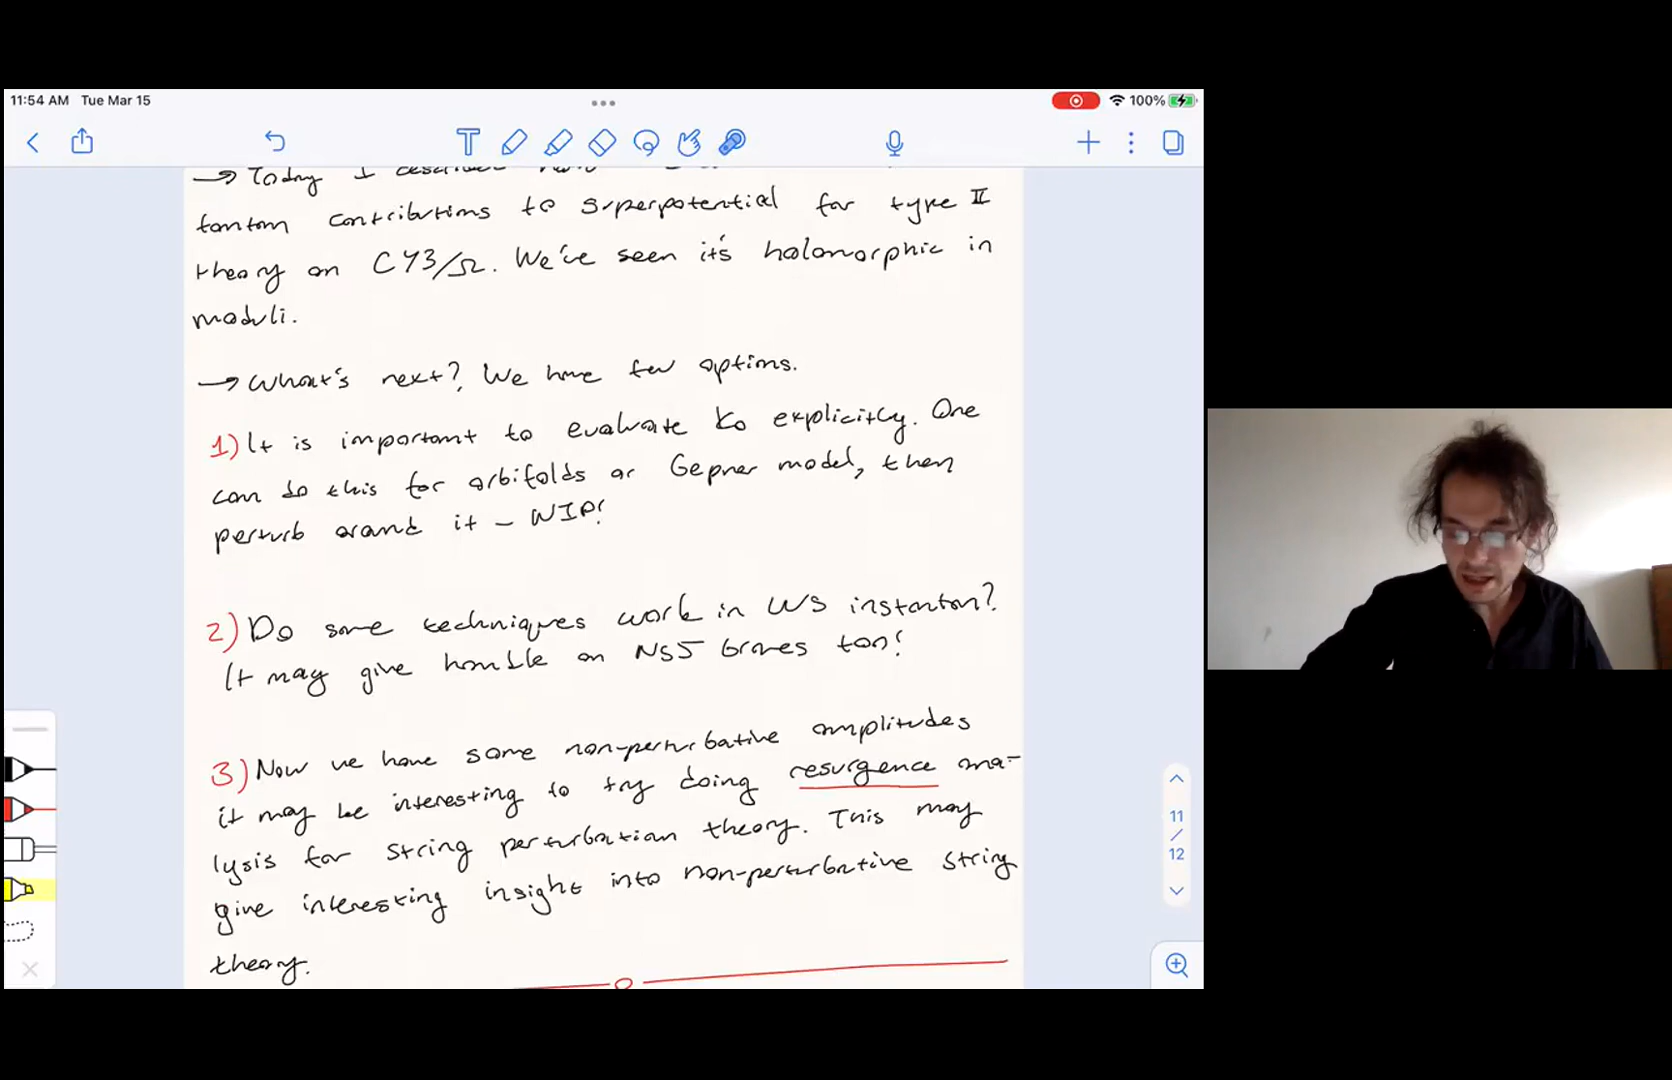 11:54 AM Tue Mar 15
100%
→ Today I described
tanton contributions to superpotential for type II
theory on CY3/Ω. We've seen it's holomorphic in
moduli.
→ What's next? We have few options.
1) It is important to evaluate Ko explicitly. One
can do this for orbifolds or Gepner model, then
perturb around it – WIP!
2) Do same techniques work in WS instanton?
It may give handle on NS5 branes too!
3) Now we have some non-perturbative amplitudes
it may be interesting to try doing resurgence ana-
lysis for string perturbation theory. This may
give interesting insight into non-perturbative string
theory.
11
/
12